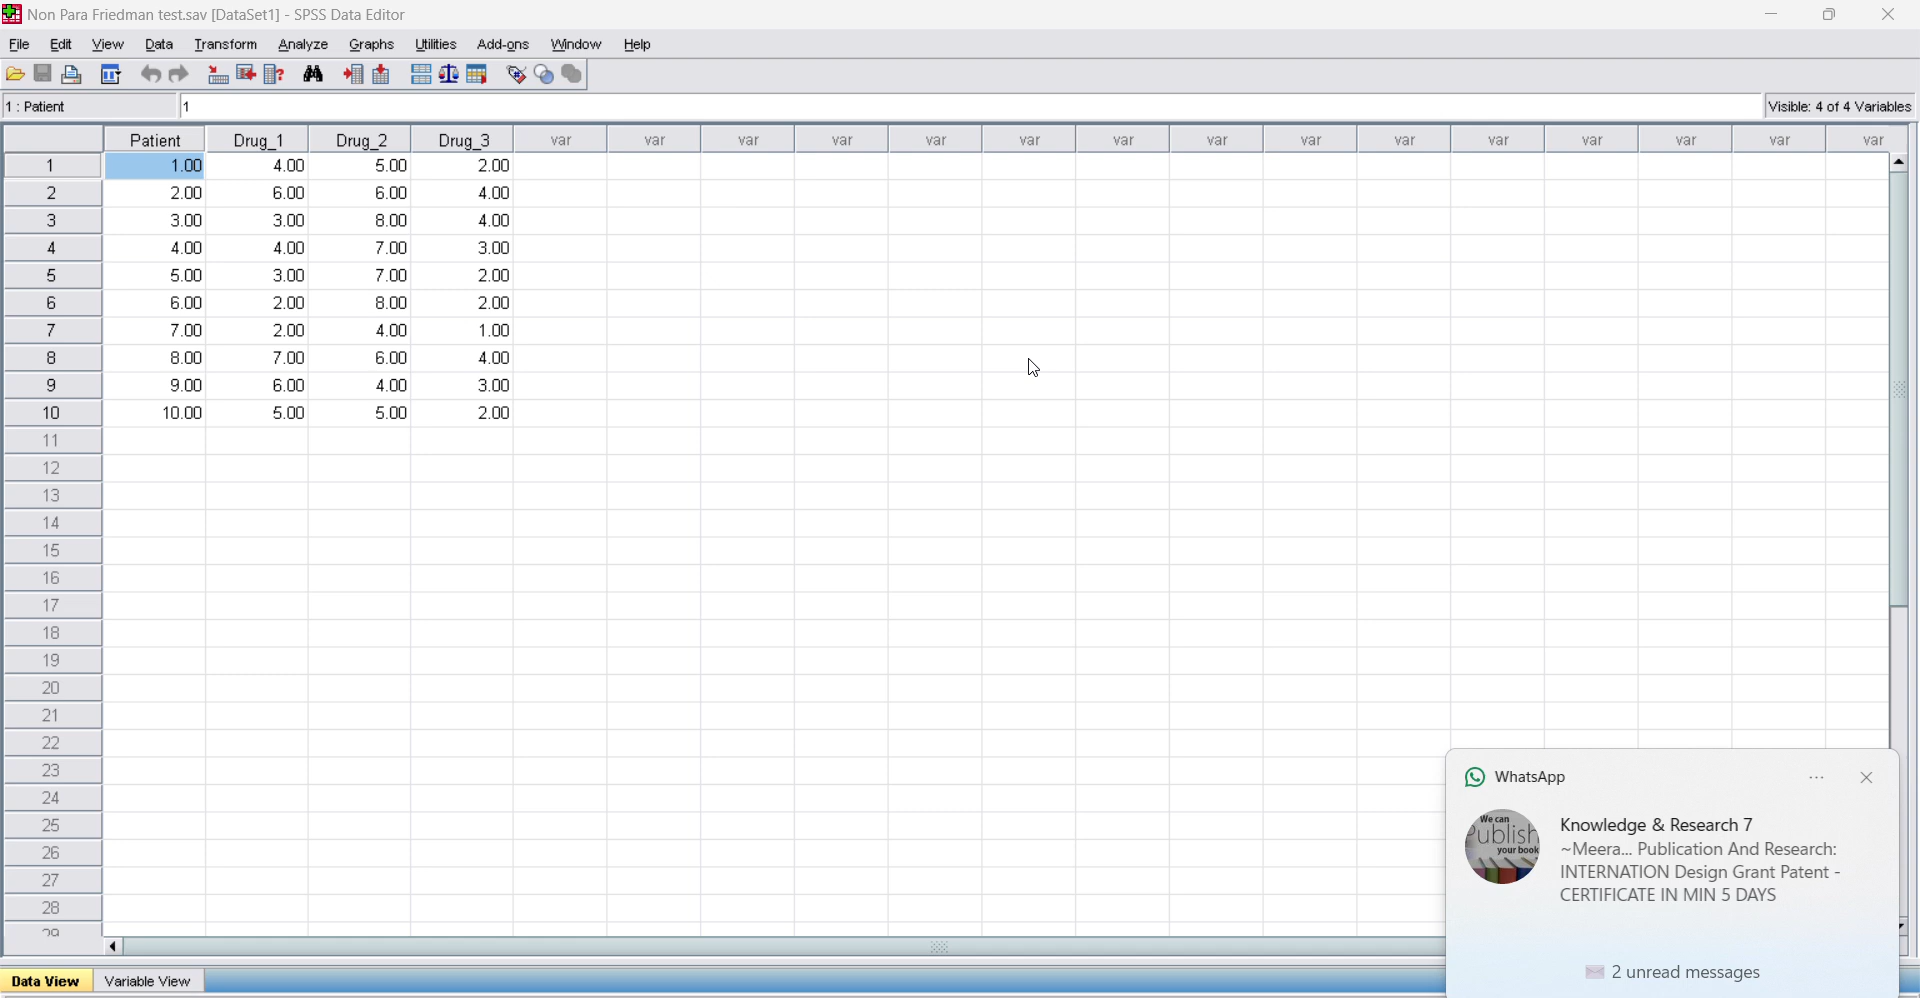 Non Para Friedman test.sav [DataSet1] - SPSS Data Editor
File Edit View Data Transform Analyze Graphs Utilities Add-ons Window Help
1 : Patient 1 Visible: 4 of 4 Variables
Patient Drug_1 Drug_2 Drug_3 var var var var var var var var var var var var var var var
1 1.00 4.00 5.00 2.00
2 2.00 6.00 6.00 4.00
3 3.00 3.00 8.00 4.00
4 4.00 4.00 7.00 3.00
5 5.00 3.00 7.00 2.00
6 6.00 2.00 8.00 2.00
7 7.00 2.00 4.00 1.00
8 8.00 7.00 6.00 4.00
9 9.00 6.00 4.00 3.00
10 10.00 5.00 5.00 2.00
11
12
13
14
15
16
17
18
19
20
21
22
23
24
25
26
27
28
29
WhatsApp
We can
Publish
your book
Knowledge & Research 7
~Meera... Publication And Research:
INTERNATION Design Grant Patent -
CERTIFICATE IN MIN 5 DAYS
2 unread messages
Data View Variable View